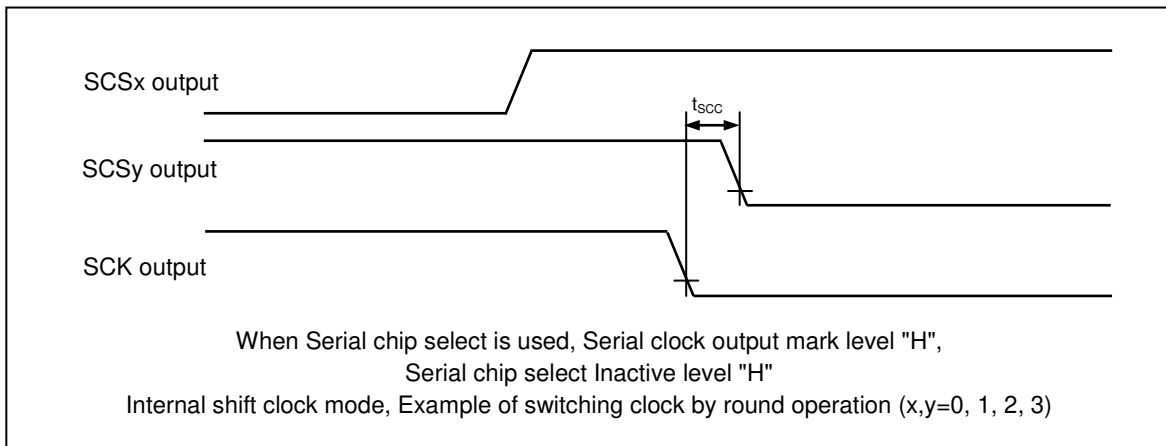 SCSx output
tSCC
SCSy output
SCK output
When Serial chip select is used, Serial clock output mark level "H",
Serial chip select Inactive level "H"
Internal shift clock mode, Example of switching clock by round operation (x,y=0, 1, 2, 3)